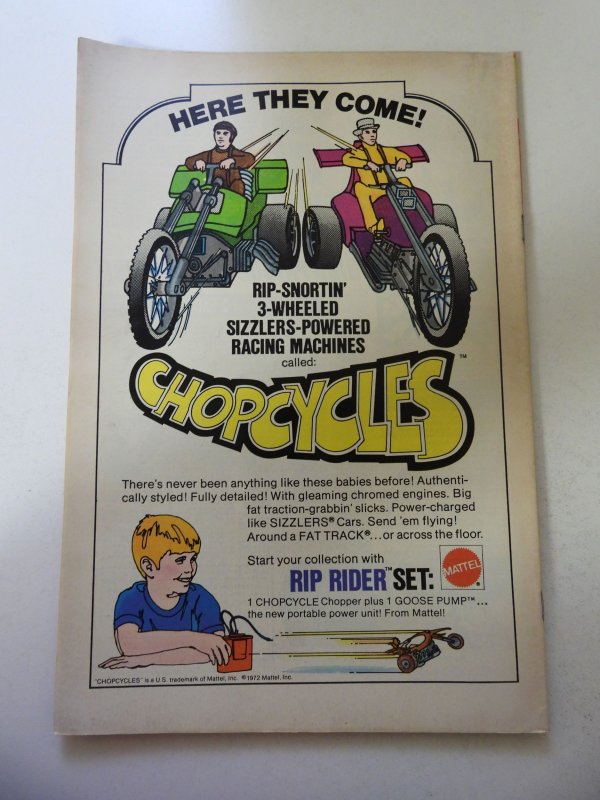 HERE THEY COME!
RIP-SNORTIN'
3-WHEELED
SIZZLERS-POWERED
RACING MACHINES
called:
CHOPCYCLES™
There's never been anything like these babies before! Authenti-
cally styled! Fully detailed! With gleaming chromed engines. Big
fat traction-grabbin' slicks. Power-charged
like SIZZLERS® Cars. Send 'em flying!
Around a FAT TRACK®...or across the floor.
Start your collection with
RIP RIDER™ SET:
MATTEL®
1 CHOPCYCLE Chopper plus 1 GOOSE PUMP™...
the new portable power unit! From Mattel!
"CHOPCYCLES" is a U.S. trademark of Mattel, Inc. ©1972 Mattel, Inc.